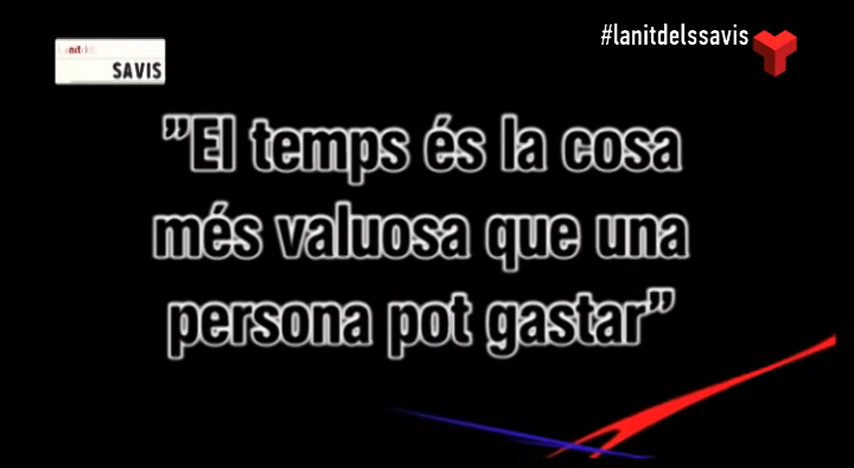 #lanitdelssavis
SAVIS
”El temps és la cosa
més valuosa que una
persona pot gastar”